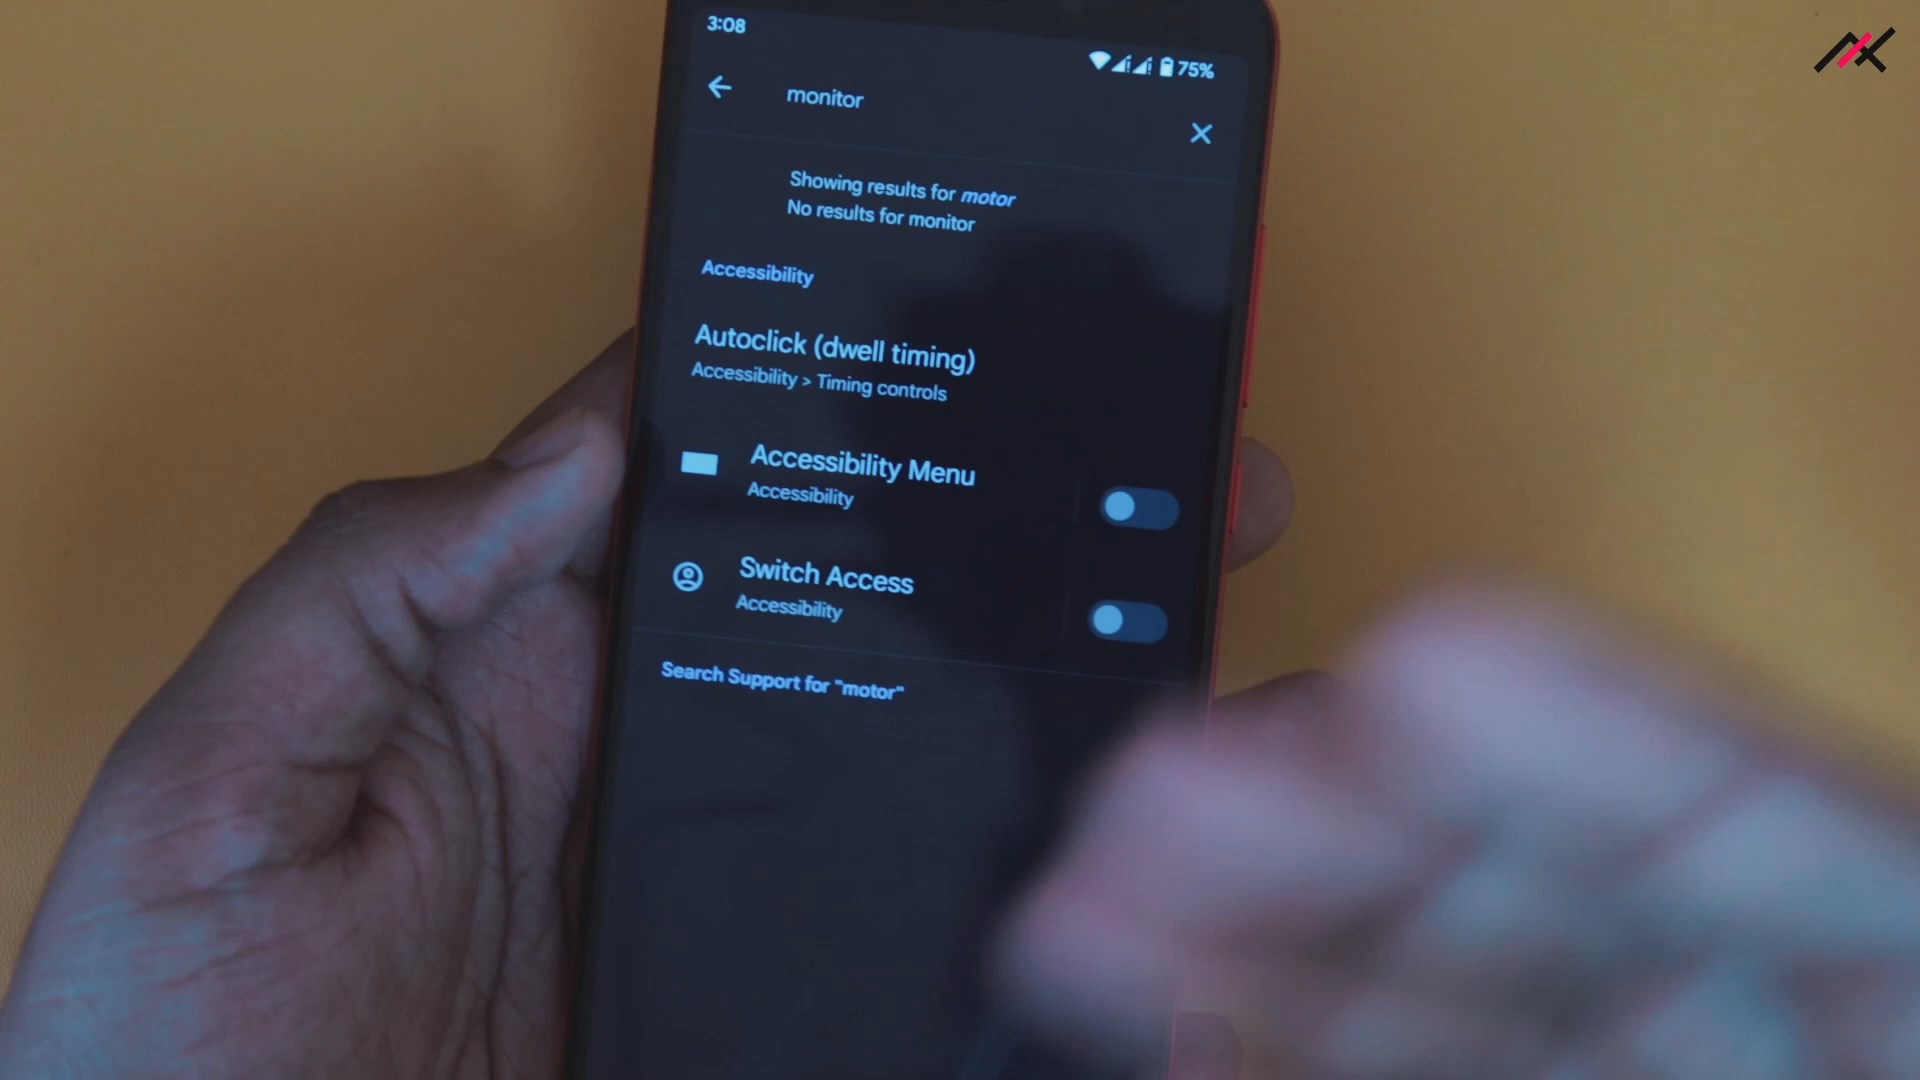 3:08
75%
monitor
Showing results for motor
No results for monitor
Accessibility
Autoclick (dwell timing)
Accessibility > Timing controls
Accessibility Menu
Accessibility
Switch Access
Accessibility
Search Support for "motor"